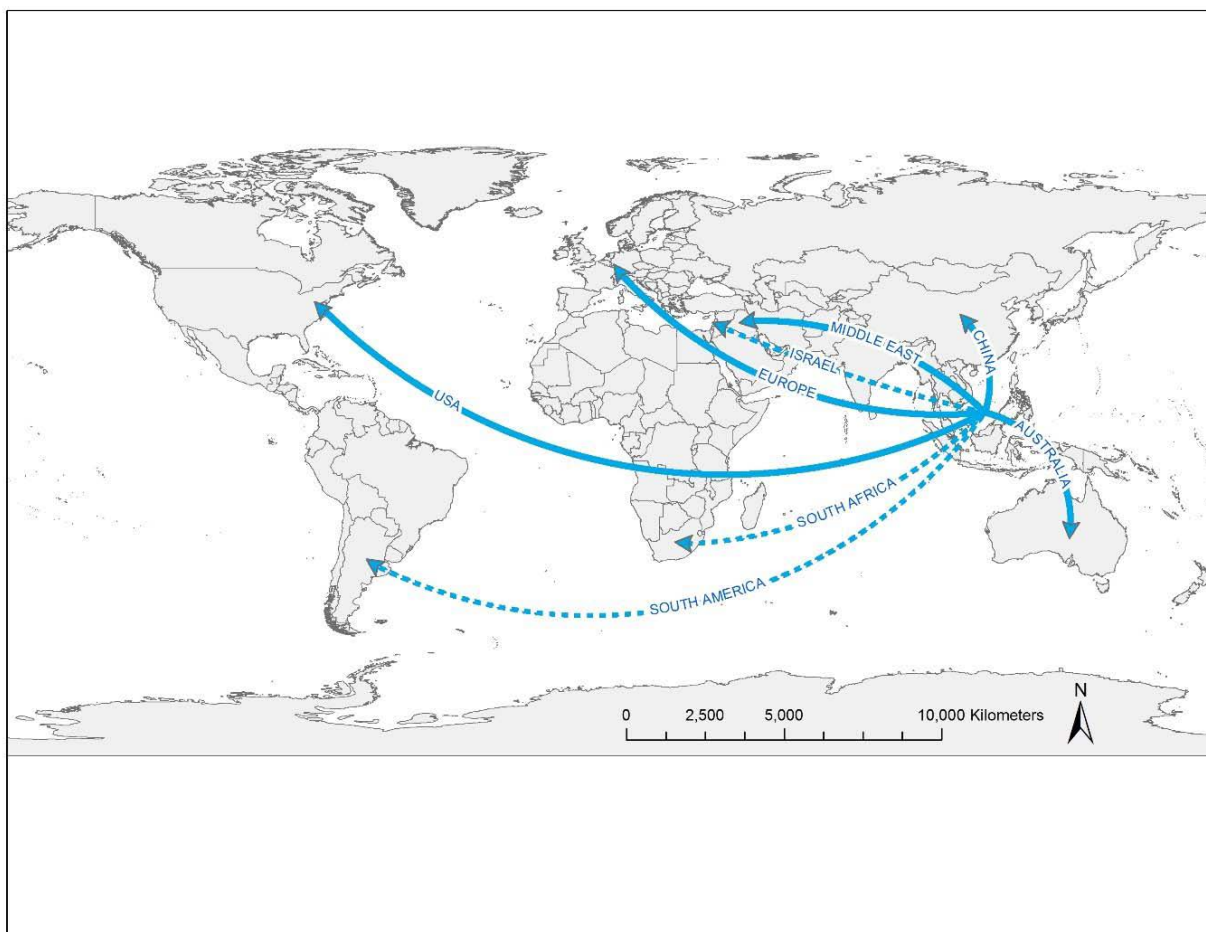 MIDDLE EAST
CHINA
ISRAEL
EUROPE
USA
AUSTRALIA
SOUTH AFRICA
SOUTH AMERICA
N
0 2,500 5,000 10,000 Kilometers